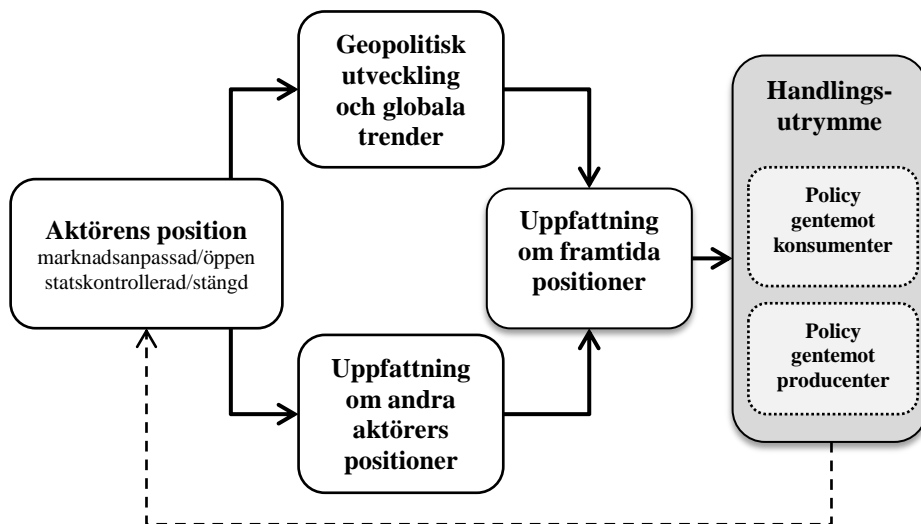 Geopolitisk
utveckling
och globala
trender
Handlings-
utrymme
Aktörens position
marknadsanpassad/öppen
statskontrollerad/stängd
Uppfattning
om framtida
positioner
Policy
gentemot
konsumenter
Policy
gentemot
producenter
Uppfattning
om andra
aktörers
positioner